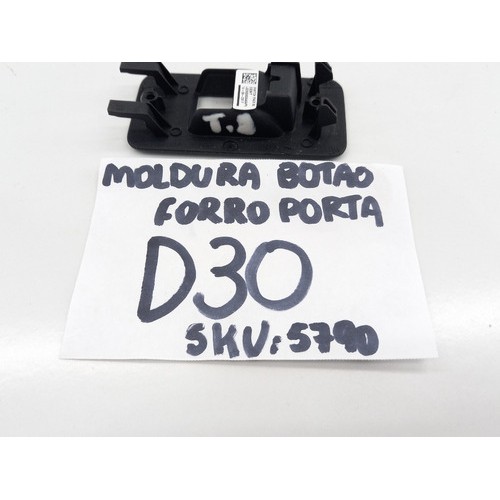 T.D
MOLDURA BOTAO
FORRO PORTA
D30
SKU: 5790